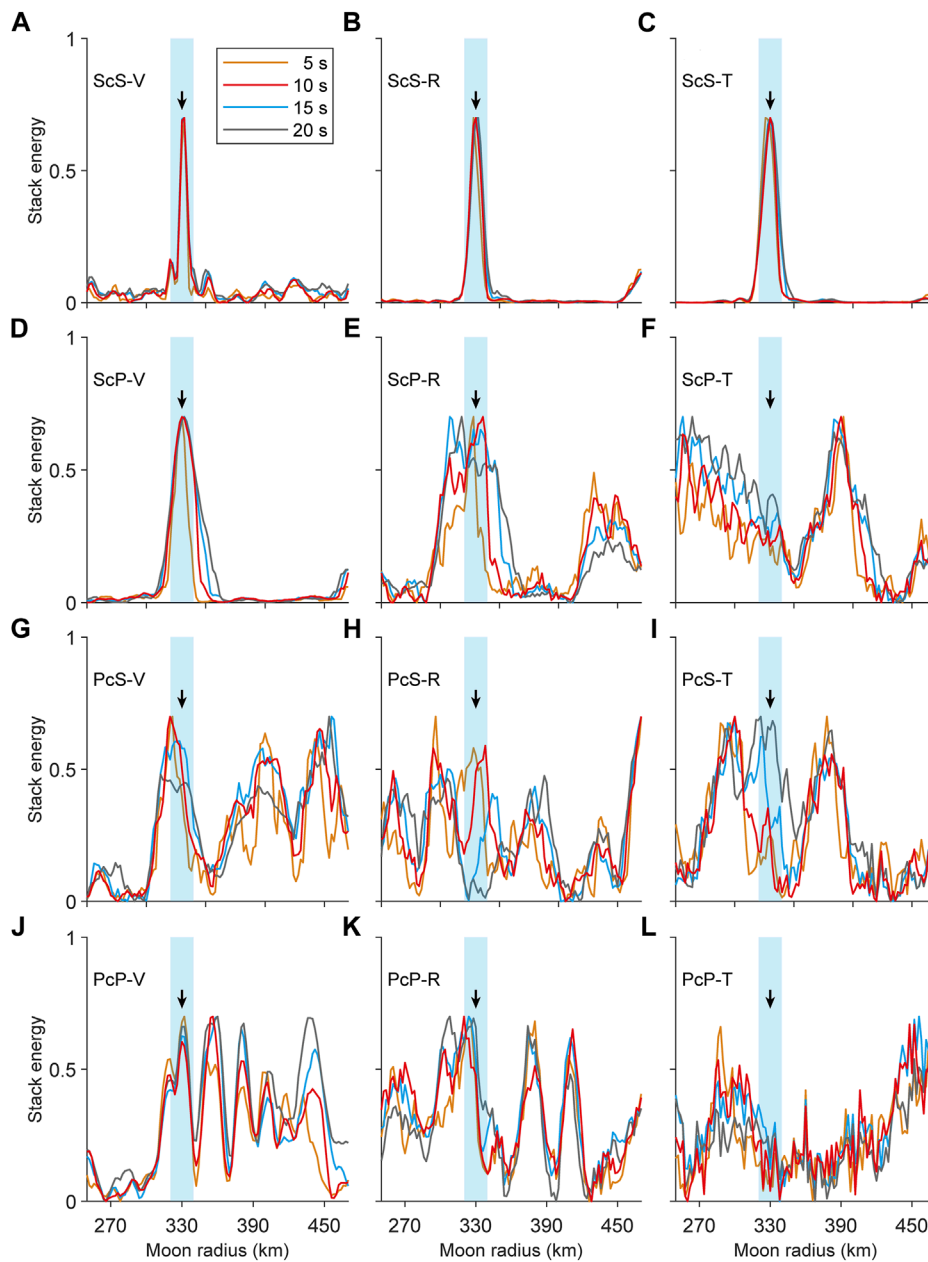 A B C
1
ScS-V ScS-R ScS-T
5 s
10 s
15 s
20 s
0.5
Stack energy
0
D E F
1
ScP-V ScP-R ScP-T
0.5
Stack energy
0
G H I
1
PcS-V PcS-R PcS-T
0.5
Stack energy
0
J K L
1
PcP-V PcP-R PcP-T
0.5
Stack energy
0
270 330 390 450 270 330 390 450 270 330 390 450
Moon radius (km) Moon radius (km) Moon radius (km)